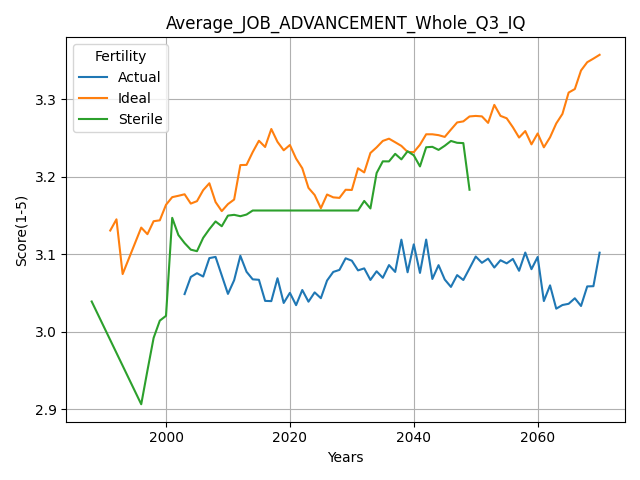 Average_JOB_ADVANCEMENT_Whole_Q3_IQ
Fertility
Actual
Ideal
Sterile
Score(1-5)
3.3
3.2
3.1
3.0
2.9
2000
2020
2040
2060
Years